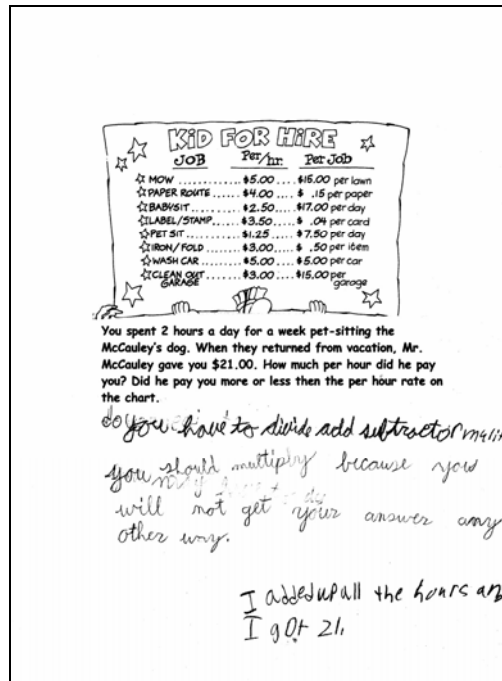 KID FOR HIRE
JOB Per/hr. Per Job
MOW ............ $5.00 .... $15.00 per lawn
PAPER ROUTE ....... $4.00 .... $ .15 per paper
BABYSIT ........... $2.50 .... $17.00 per day
LABEL/STAMP ....... $3.50 .... $ .04 per card
PET SIT ........... $1.25 .... $7.50 per day
IRON/FOLD ......... $3.00 .... $ .50 per item
WASH CAR .......... $5.00 .... $5.00 per car
CLEAN OUT ....... $3.00 .... $15.00 per
GARAGE garage
You spent 2 hours a day for a week pet-sitting the
McCauley's dog. When they returned from vacation, Mr.
McCauley gave you $21.00. How much per hour did he pay
you? Did he pay you more or less then the per hour rate on
the chart.
do you have to divide add subtract or
you should multiply because you
will not get your answer any
other way.
I added up all the hours an
I got 21.